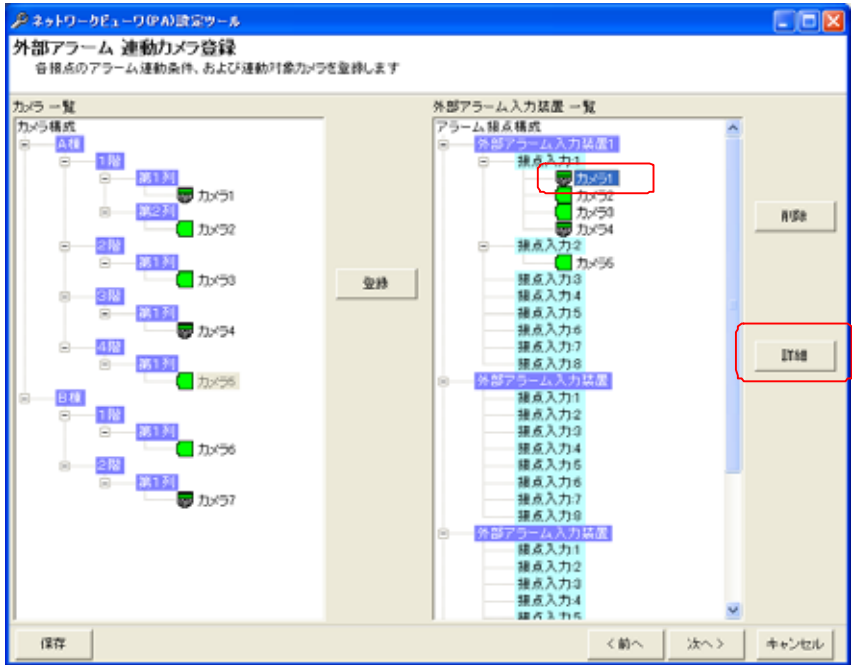 ネットワークビューワ(PA)設定ツール
外部アラーム 連動カメラ登録
各接点のアラーム連動条件、および連動対象カメラを登録します
カメラ 一覧
カメラ構成
A棟
1階
第1列
カメラ1
第2列
カメラ2
2階
第1列
カメラ3
3階
第1列
カメラ4
4階
第1列
カメラ5
B棟
1階
第1列
カメラ6
2階
第1列
カメラ7
登録
外部アラーム入力装置 一覧
アラーム接点構成
外部アラーム入力装置1
接点入力:1
カメラ1
カメラ2
カメラ3
カメラ4
接点入力:2
カメラ5
接点入力:3
接点入力:4
接点入力:5
接点入力:6
接点入力:7
接点入力:8
外部アラーム入力装置
接点入力:1
接点入力:2
接点入力:3
接点入力:4
接点入力:5
接点入力:6
接点入力:7
接点入力:8
外部アラーム入力装置
接点入力:1
接点入力:2
接点入力:3
接点入力:4
接点入力:5
削除
詳細
保存
<前へ
次へ>
キャンセル